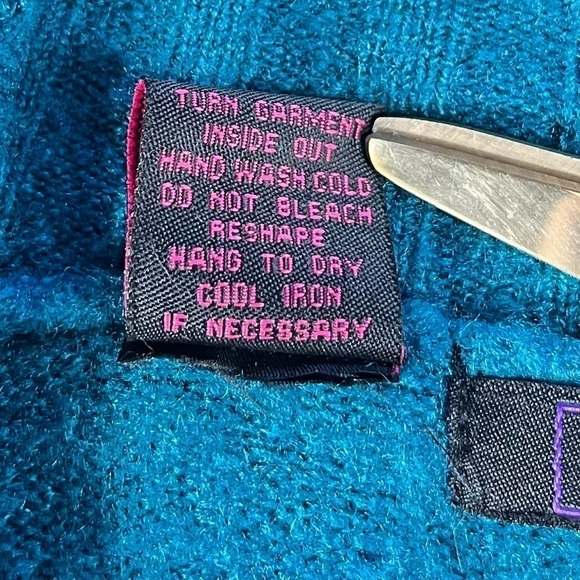 TURN GARMENT
INSIDE OUT
HAND WASH COLD
DO NOT BLEACH
RESHAPE
HANG TO DRY
COOL IRON
IF NECESSARY